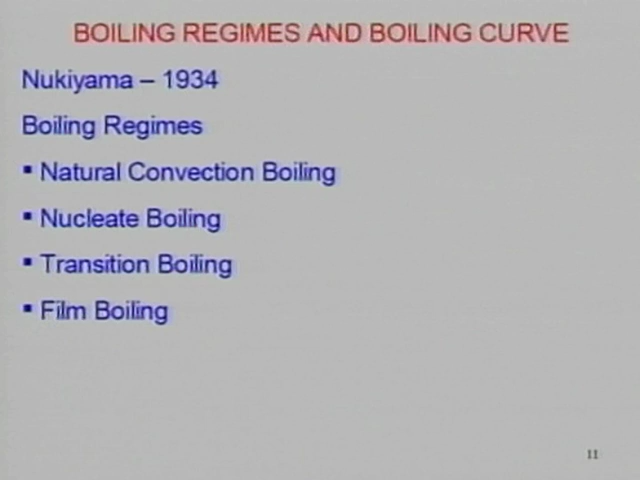 BOILING REGIMES AND BOILING CURVE
Nukiyama – 1934
Boiling Regimes
▪ Natural Convection Boiling
▪ Nucleate Boiling
▪ Transition Boiling
▪ Film Boiling
11